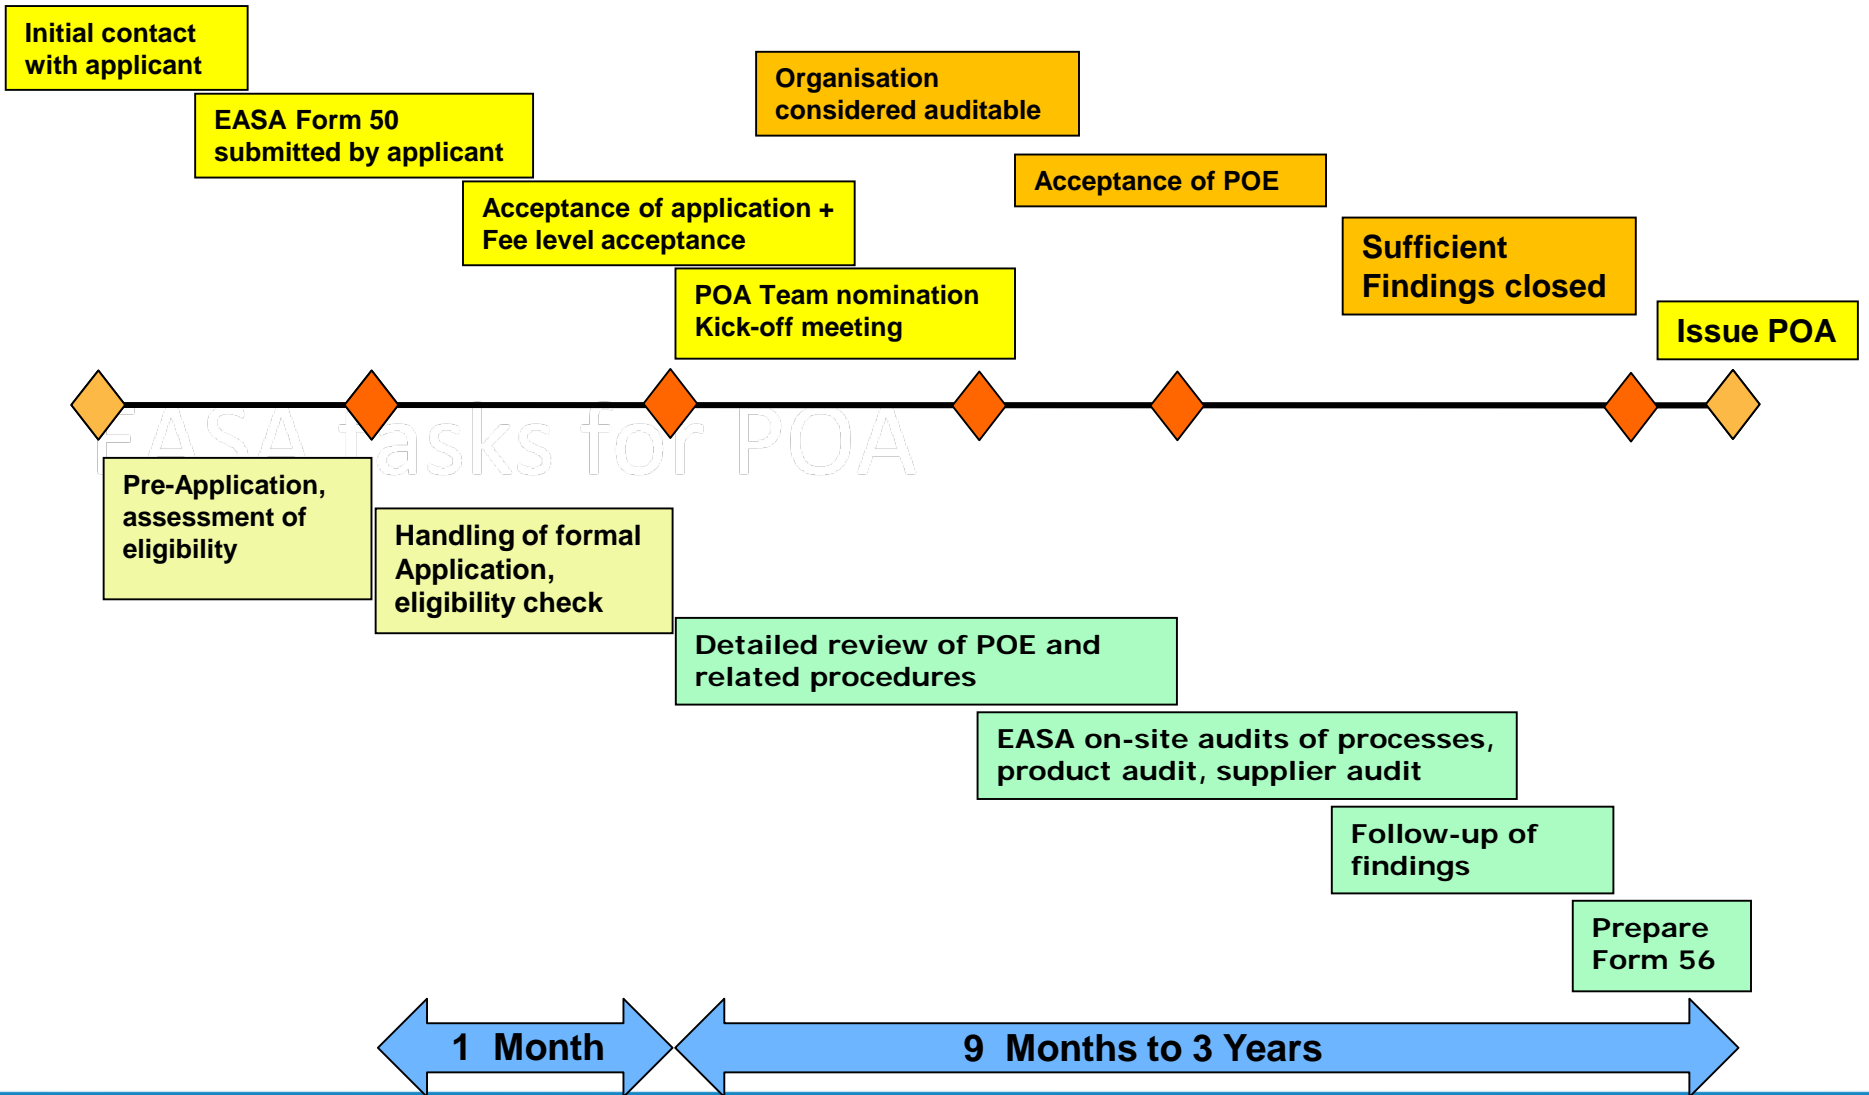 Initial contact
with applicant
EASA Form 50
submitted by applicant
Acceptance of application +
Fee level acceptance
POA Team nomination
Kick-off meeting
Organisation
considered auditable
Acceptance of POE
Sufficient
Findings closed
Issue POA
EASA tasks for POA
Pre-Application,
assessment of
eligibility
Handling of formal
Application,
eligibility check
Detailed review of POE and
related procedures
EASA on-site audits of processes,
product audit, supplier audit
Follow-up of
findings
Prepare
Form 56
1 Month
9 Months to 3 Years